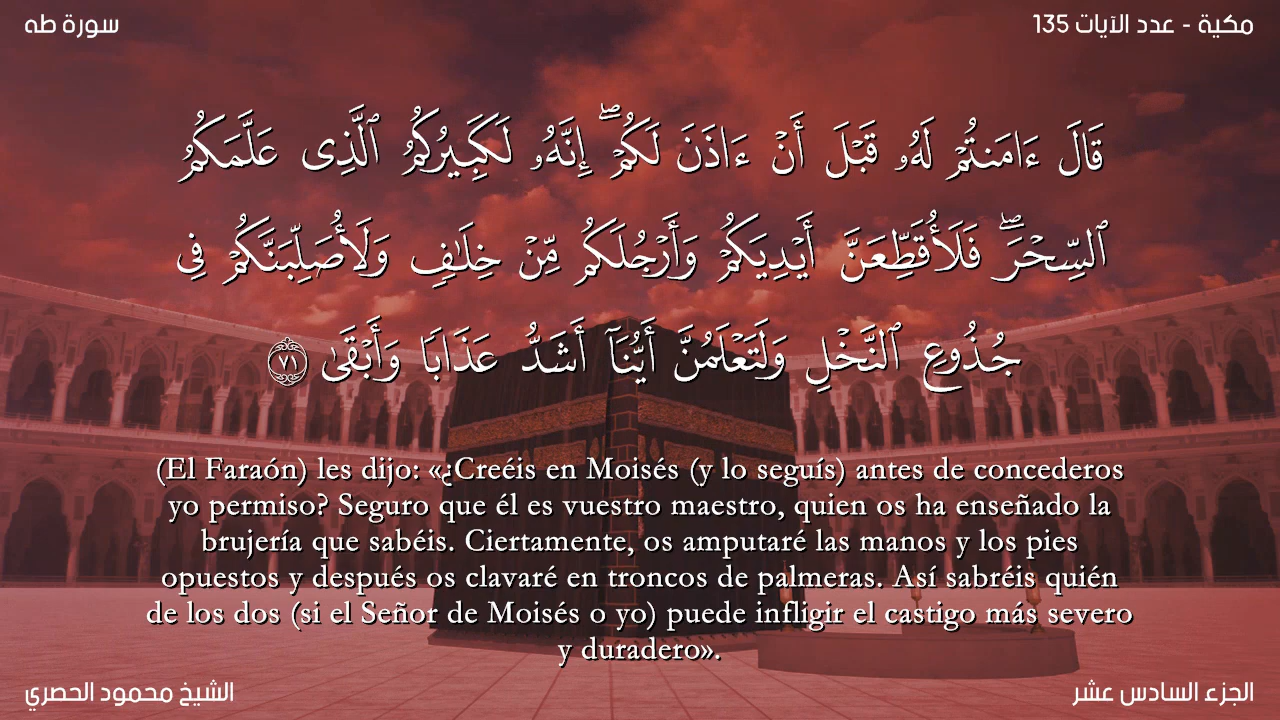 سورة طه
مكية - عدد الآيات 135
قَالَ ءَامَنتُمْ لَهُۥ قَبْلَ أَنْ ءَاذَنَ لَكُمْ ۖ إِنَّهُۥ لَكَبِيرُكُمُ ٱلَّذِى عَلَّمَكُمُ
ٱلسِّحْرَ ۖ فَلَأُقَطِّعَنَّ أَيْدِيَكُمْ وَأَرْجُلَكُم مِّنْ خِلَٰفٍ وَلَأُصَلِّبَنَّكُمْ فِى
جُذُوعِ ٱلنَّخْلِ وَلَتَعْلَمُنَّ أَيُّنَآ أَشَدُّ عَذَابًا وَأَبْقَىٰ ٧١
(El Faraón) les dijo: «¿Creéis en Moisés (y lo seguís) antes de concederos
yo permiso? Seguro que él es vuestro maestro, quien os ha enseñado la
brujería que sabéis. Ciertamente, os amputaré las manos y los pies
opuestos y después os clavaré en troncos de palmeras. Así sabréis quién
de los dos (si el Señor de Moisés o yo) puede infligir el castigo más severo
y duradero».
الشيخ محمود الحصري
الجزء السادس عشر